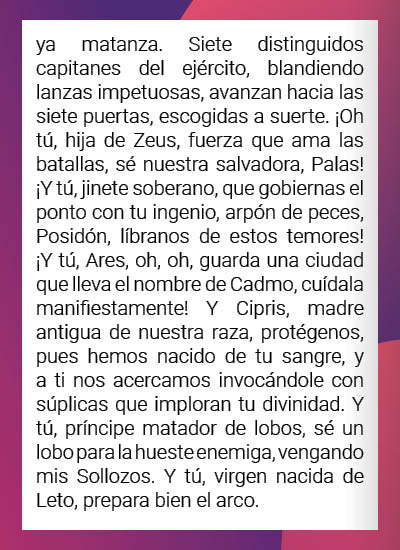 ya matanza. Siete distinguidos
capitanes del ejército, blandiendo
lanzas impetuosas, avanzan hacia las
siete puertas, escogidas a suerte. ¡Oh
tú, hija de Zeus, fuerza que ama las
batallas, sé nuestra salvadora, Palas!
¡Y tú, jinete soberano, que gobiernas el
ponto con tu ingenio, arpón de peces,
Posidón, líbranos de estos temores!
¡Y tú, Ares, oh, oh, guarda una ciudad
que lleva el nombre de Cadmo, cuídala
manifiestamente! Y Cipris, madre
antigua de nuestra raza, protégenos,
pues hemos nacido de tu sangre, y
a ti nos acercamos invocándole con
súplicas que imploran tu divinidad. Y
tú, príncipe matador de lobos, sé un
lobo para la hueste enemiga, vengando
mis Sollozos. Y tú, virgen nacida de
Leto, prepara bien el arco.